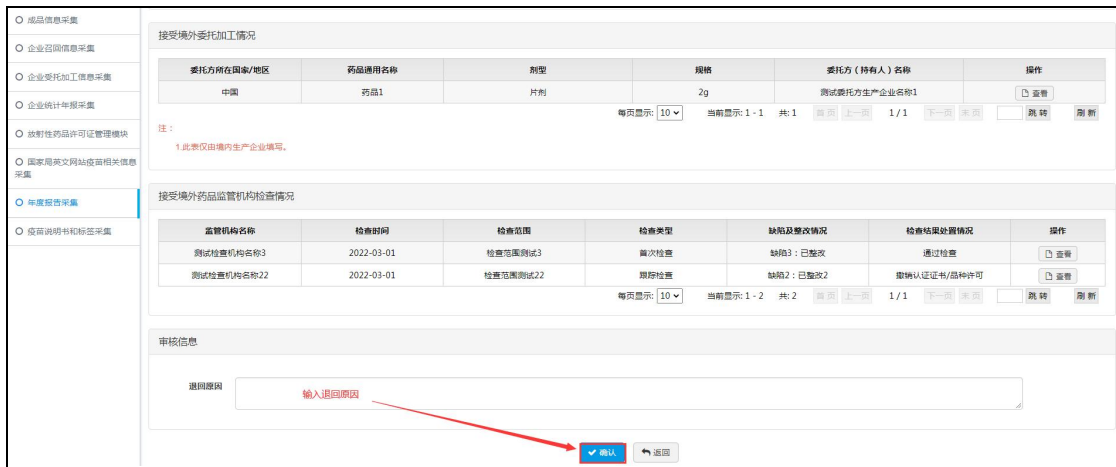 成品信息采集
企业召回信息采集
企业受托加工信息采集
企业统计年报采集
放射性药品许可证管理模块
国家局英文网站疫苗相关信息
采集
年度报告采集
疫苗说明书和标签采集
接受境外委托加工情况
委托方所在国家/地区 药品通用名称 剂型 规格 委托方（持有人）名称 操作
中国 药品1 片剂 2g 测试委托方生产企业名称1 查看
每页显示: 10 当前显示: 1 - 1 共: 1 首页 上一页 1 / 1 下一页 末页 跳转 刷新
注：
1.此表仅由境内生产企业填写。
接受境外药品监管机构检查情况
监管机构名称 检查时间 检查范围 检查类型 缺陷及整改情况 检查结果处置情况 操作
测试检查机构名称3 2022-03-01 检查范围测试3 首次检查 缺陷3：已整改 通过检查 查看
测试检查机构名称22 2022-03-01 检查范围测试22 跟踪检查 缺陷2：已整改2 撤销认证证书/品种许可 查看
每页显示: 10 当前显示: 1 - 2 共: 2 首页 上一页 1 / 1 下一页 末页 跳转 刷新
审核信息
退回原因
输入退回原因
确认 返回